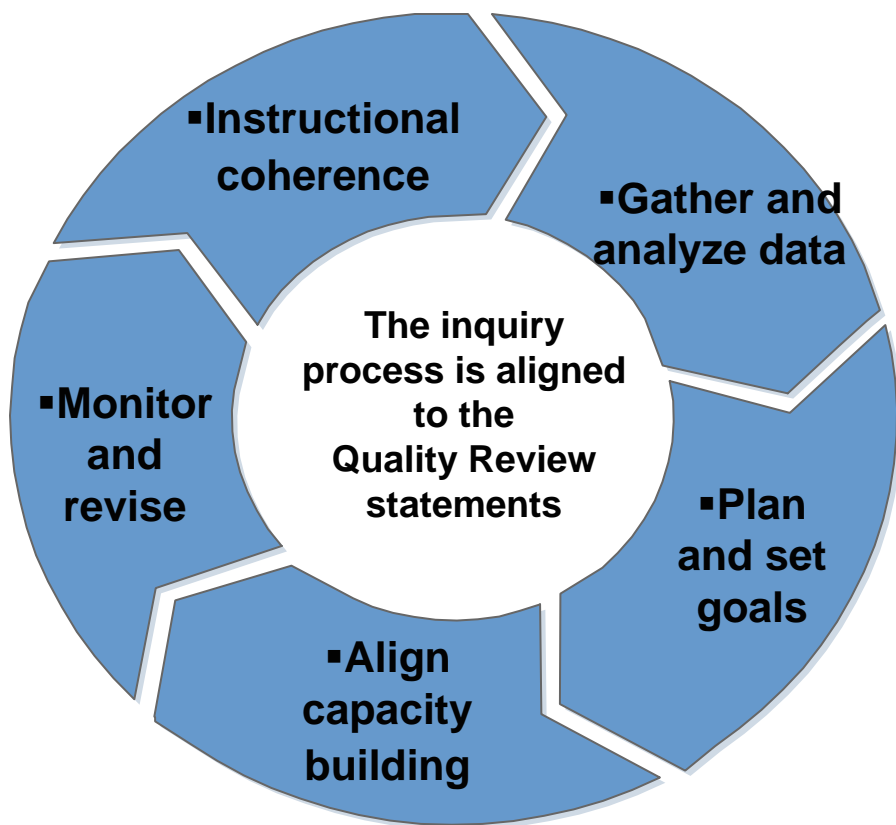 ▪Instructional
coherence
▪Gather and
analyze data
The inquiry
process is aligned
to the
Quality Review
statements
▪Monitor
and
revise
▪Plan
and set
goals
▪Align
capacity
building